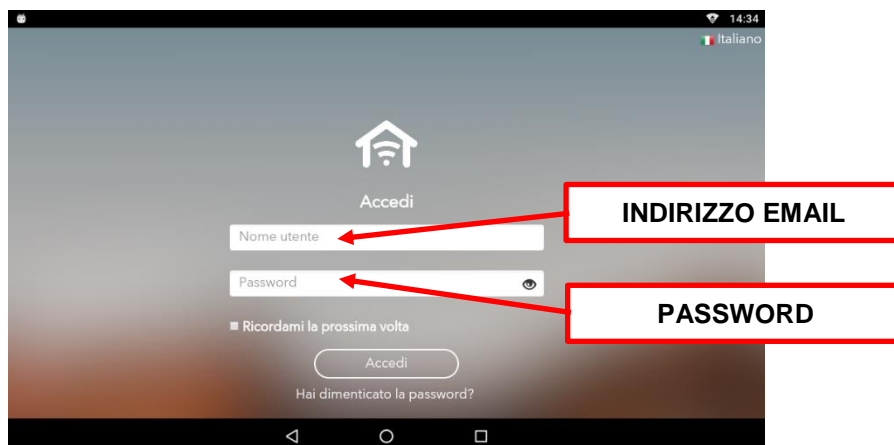 14:34
Italiano
Accedi
INDIRIZZO EMAIL
Nome utente
Password
PASSWORD
Ricordami la prossima volta
Accedi
Hai dimenticato la password?